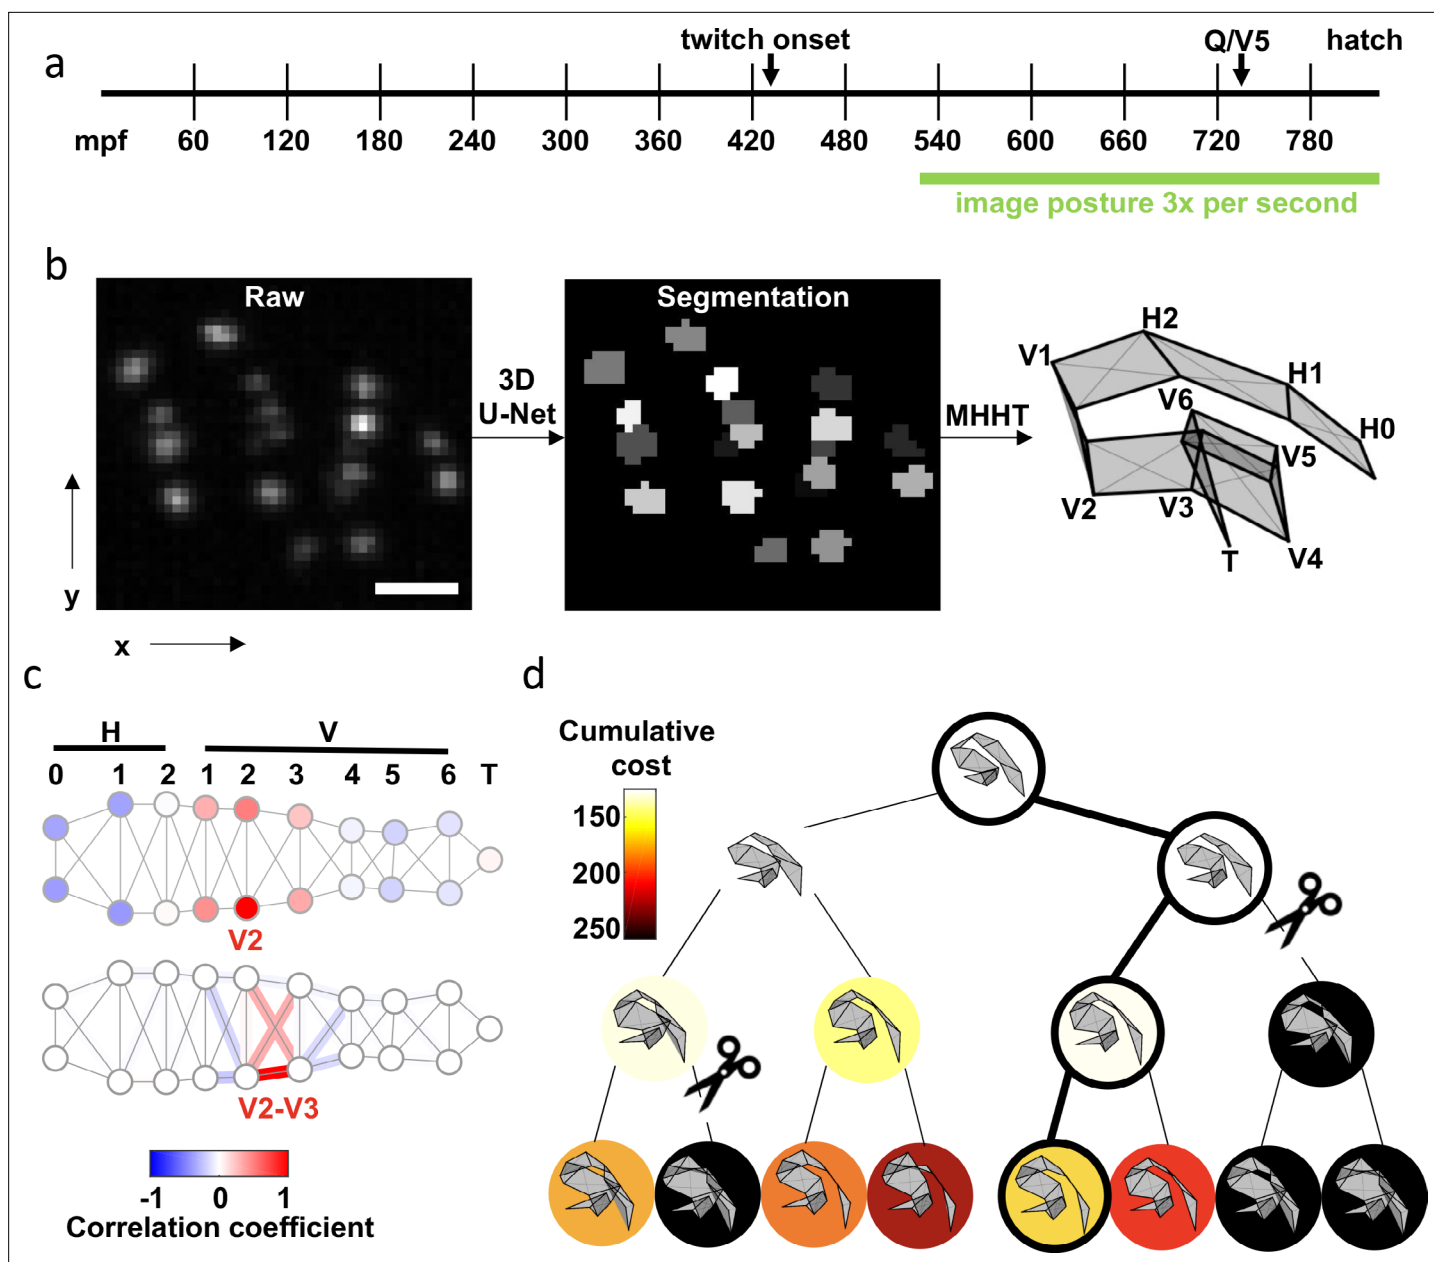 a
twitch onset
Q/V5
hatch
mpf 60 120 180 240 300 360 420 480 540 600 660 720 780
image posture 3x per second
b
Raw
3D
U-Net
Segmentation
MHHT
H2
V1
H1
V6
H0
V5
V2
V3
T
V4
y
x
c
H V
0 1 2 1 2 3 4 5 6 T
V2
V2-V3
-1 0 1
Correlation coefficient
d
Cumulative
cost
150
200
250